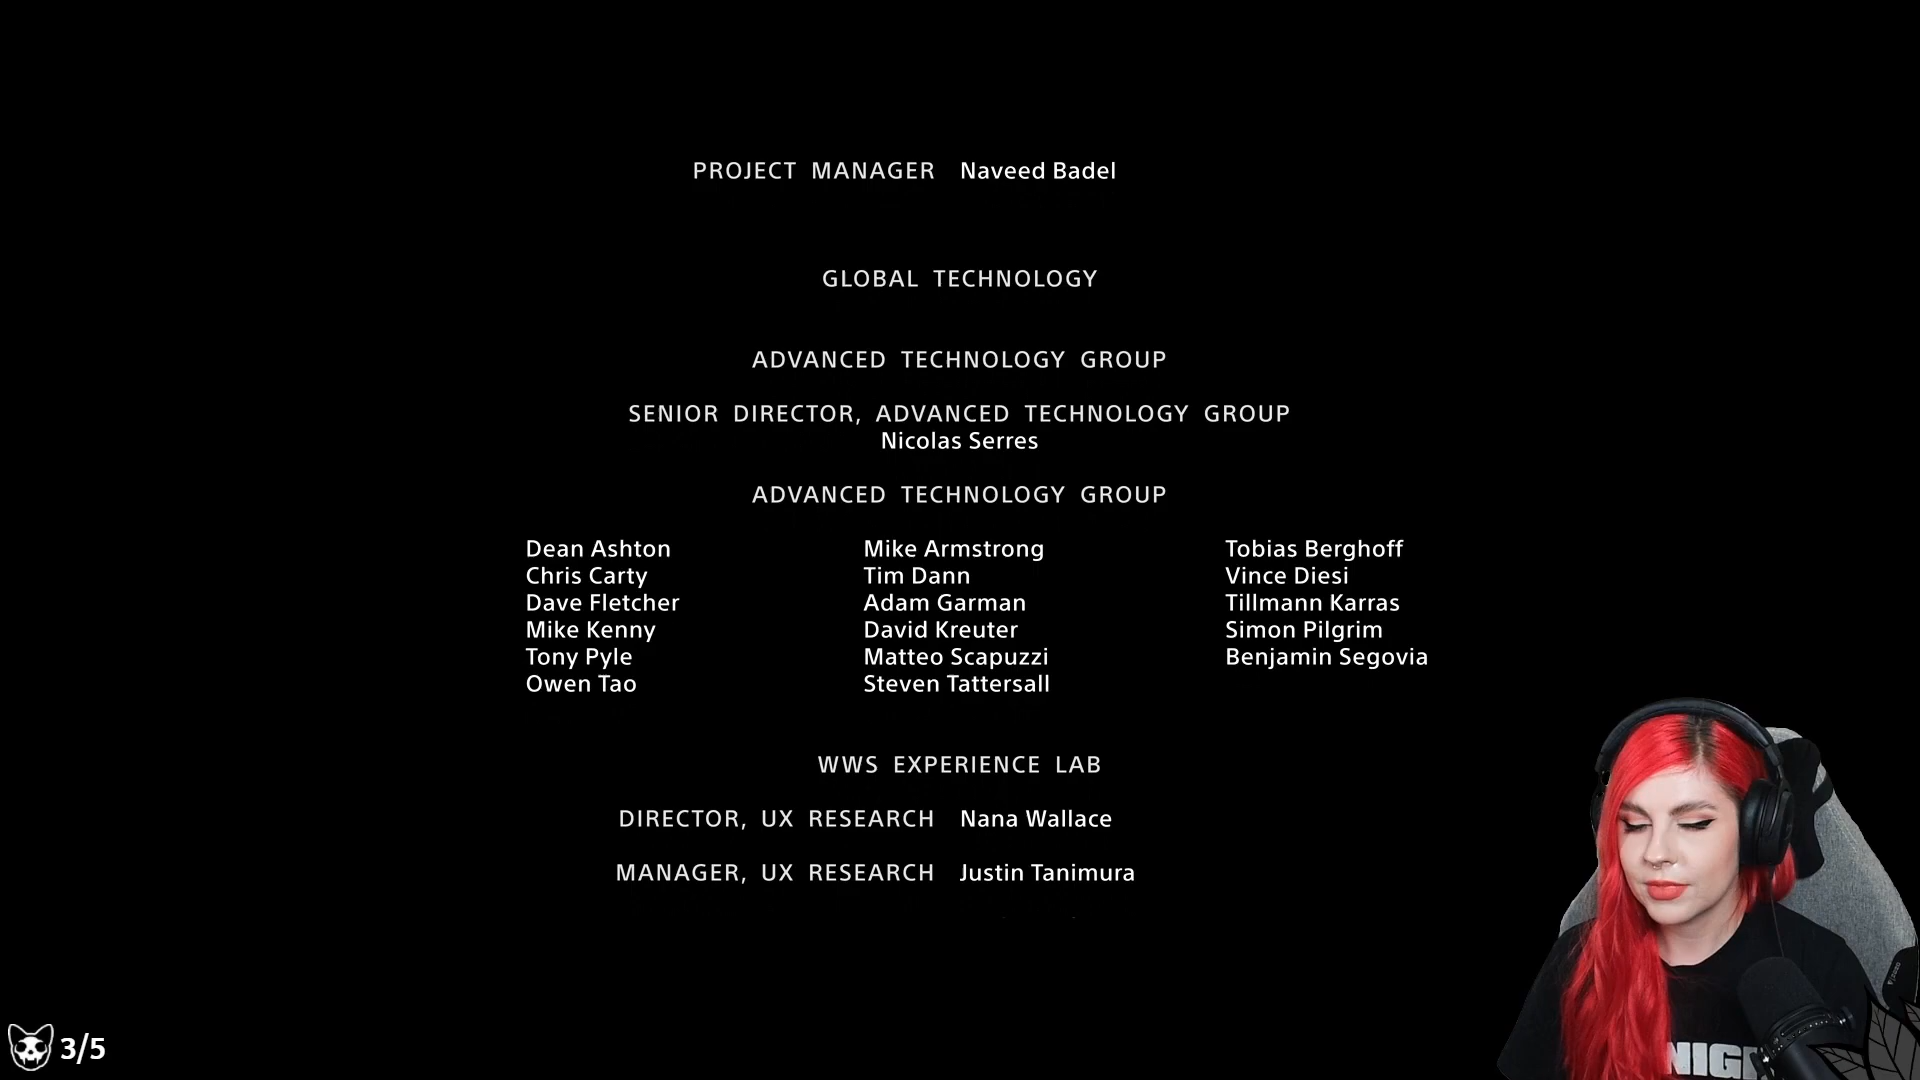 PROJECT MANAGER Naveed Badel
GLOBAL TECHNOLOGY
ADVANCED TECHNOLOGY GROUP
SENIOR DIRECTOR, ADVANCED TECHNOLOGY GROUP
Nicolas Serres
ADVANCED TECHNOLOGY GROUP
Dean Ashton Mike Armstrong Tobias Berghoff
Chris Carty Tim Dann Vince Diesi
Dave Fletcher Adam Garman Tillmann Karras
Mike Kenny David Kreuter Simon Pilgrim
Tony Pyle Matteo Scapuzzi Benjamin Segovia
Owen Tao Steven Tattersall
WWS EXPERIENCE LAB
DIRECTOR, UX RESEARCH Nana Wallace
MANAGER, UX RESEARCH Justin Tanimura
3/5